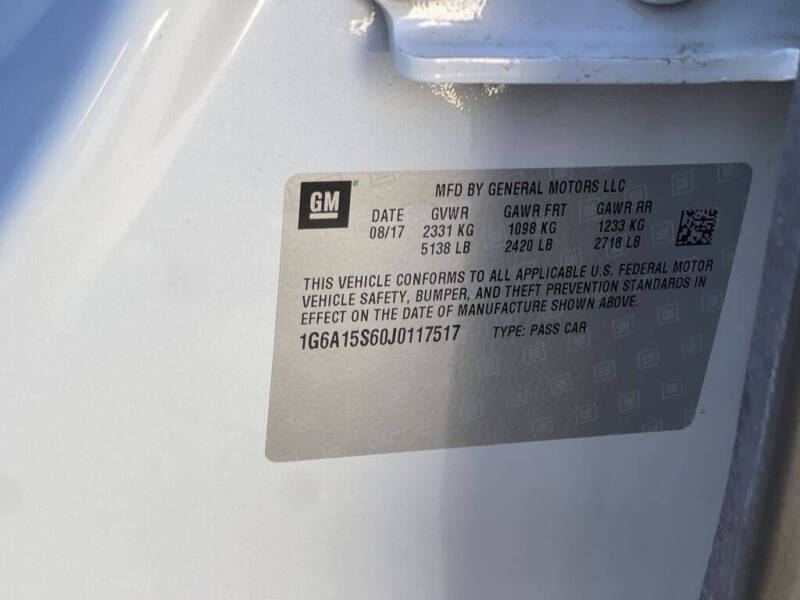 GM
MFD BY GENERAL MOTORS LLC
DATE GVWR GAWR FRT GAWR RR
08/17 2331 KG 1098 KG 1233 KG
5138 LB 2420 LB 2718 LB
THIS VEHICLE CONFORMS TO ALL APPLICABLE U.S. FEDERAL MOTOR
VEHICLE SAFETY, BUMPER, AND THEFT PREVENTION STANDARDS IN
EFFECT ON THE DATE OF MANUFACTURE SHOWN ABOVE.
1G6A15S60J0117517 TYPE: PASS CAR